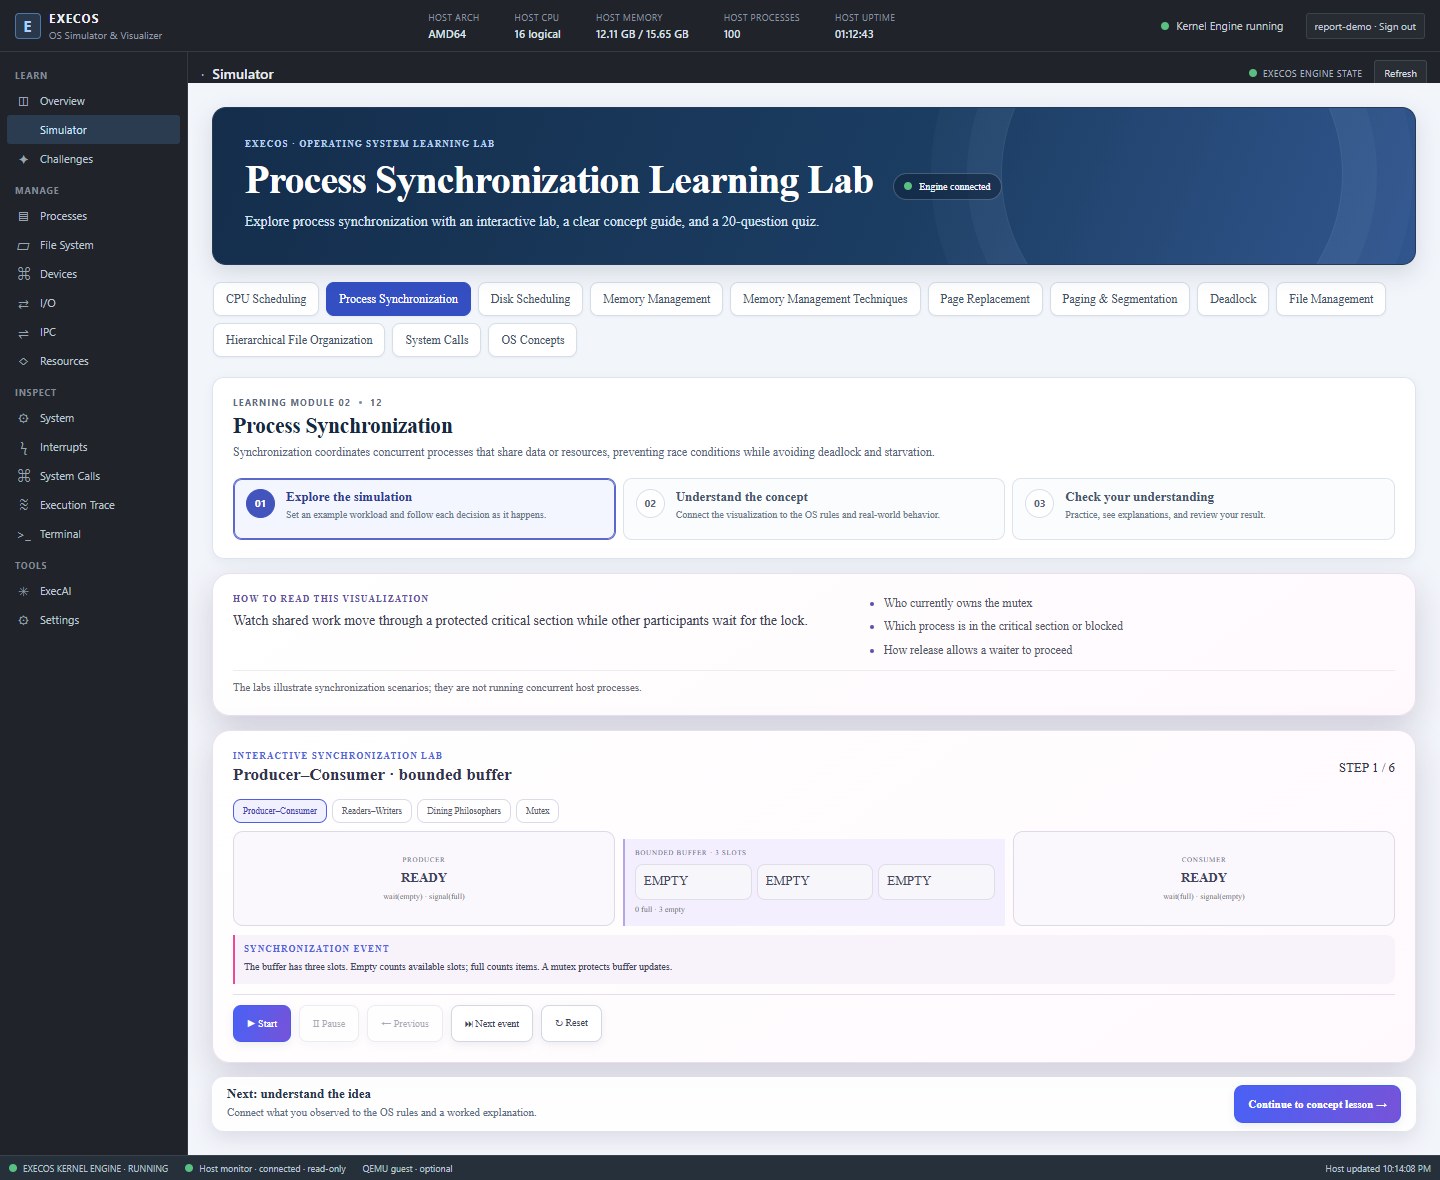 E
EXECOS
OS Simulator & Visualizer
HOST ARCH
AMD64
HOST CPU
16 logical
HOST MEMORY
12.11 GB / 15.65 GB
HOST PROCESSES
100
HOST UPTIME
01:12:43
Kernel Engine running
report-demo · Sign out
LEARN
Overview
Simulator
Challenges
MANAGE
Processes
File System
Devices
I/O
IPC
Resources
INSPECT
System
Interrupts
System Calls
Execution Trace
>_ Terminal
TOOLS
ExecAI
Settings
· Simulator
EXECOS ENGINE STATE
Refresh
EXECOS · OPERATING SYSTEM LEARNING LAB
Process Synchronization Learning Lab
Engine connected
Explore process synchronization with an interactive lab, a clear concept guide, and a 20-question quiz.
CPU Scheduling
Process Synchronization
Disk Scheduling
Memory Management
Memory Management Techniques
Page Replacement
Paging & Segmentation
Deadlock
File Management
Hierarchical File Organization
System Calls
OS Concepts
LEARNING MODULE 02 • 12
Process Synchronization
Synchronization coordinates concurrent processes that share data or resources, preventing race conditions while avoiding deadlock and starvation.
01
Explore the simulation
Set an example workload and follow each decision as it happens.
02
Understand the concept
Connect the visualization to the OS rules and real-world behavior.
03
Check your understanding
Practice, see explanations, and review your result.
HOW TO READ THIS VISUALIZATION
Watch shared work move through a protected critical section while other participants wait for the lock.
• Who currently owns the mutex
• Which process is in the critical section or blocked
• How release allows a waiter to proceed
The labs illustrate synchronization scenarios; they are not running concurrent host processes.
INTERACTIVE SYNCHRONIZATION LAB
Producer–Consumer · bounded buffer
STEP 1 / 6
Producer–Consumer
Readers–Writers
Dining Philosophers
Mutex
PRODUCER
READY
wait(empty) · signal(full)
BOUNDED BUFFER · 3 SLOTS
EMPTY
EMPTY
EMPTY
0 full · 3 empty
CONSUMER
READY
wait(full) · signal(empty)
SYNCHRONIZATION EVENT
The buffer has three slots. Empty counts available slots; full counts items. A mutex protects buffer updates.
▶ Start
⏸ Pause
← Previous
⏭ Next event
↻ Reset
Next: understand the idea
Connect what you observed to the OS rules and a worked explanation.
Continue to concept lesson →
EXECOS KERNEL ENGINE · RUNNING
Host monitor · connected · read-only
QEMU guest · optional
Host updated 10:14:08 PM